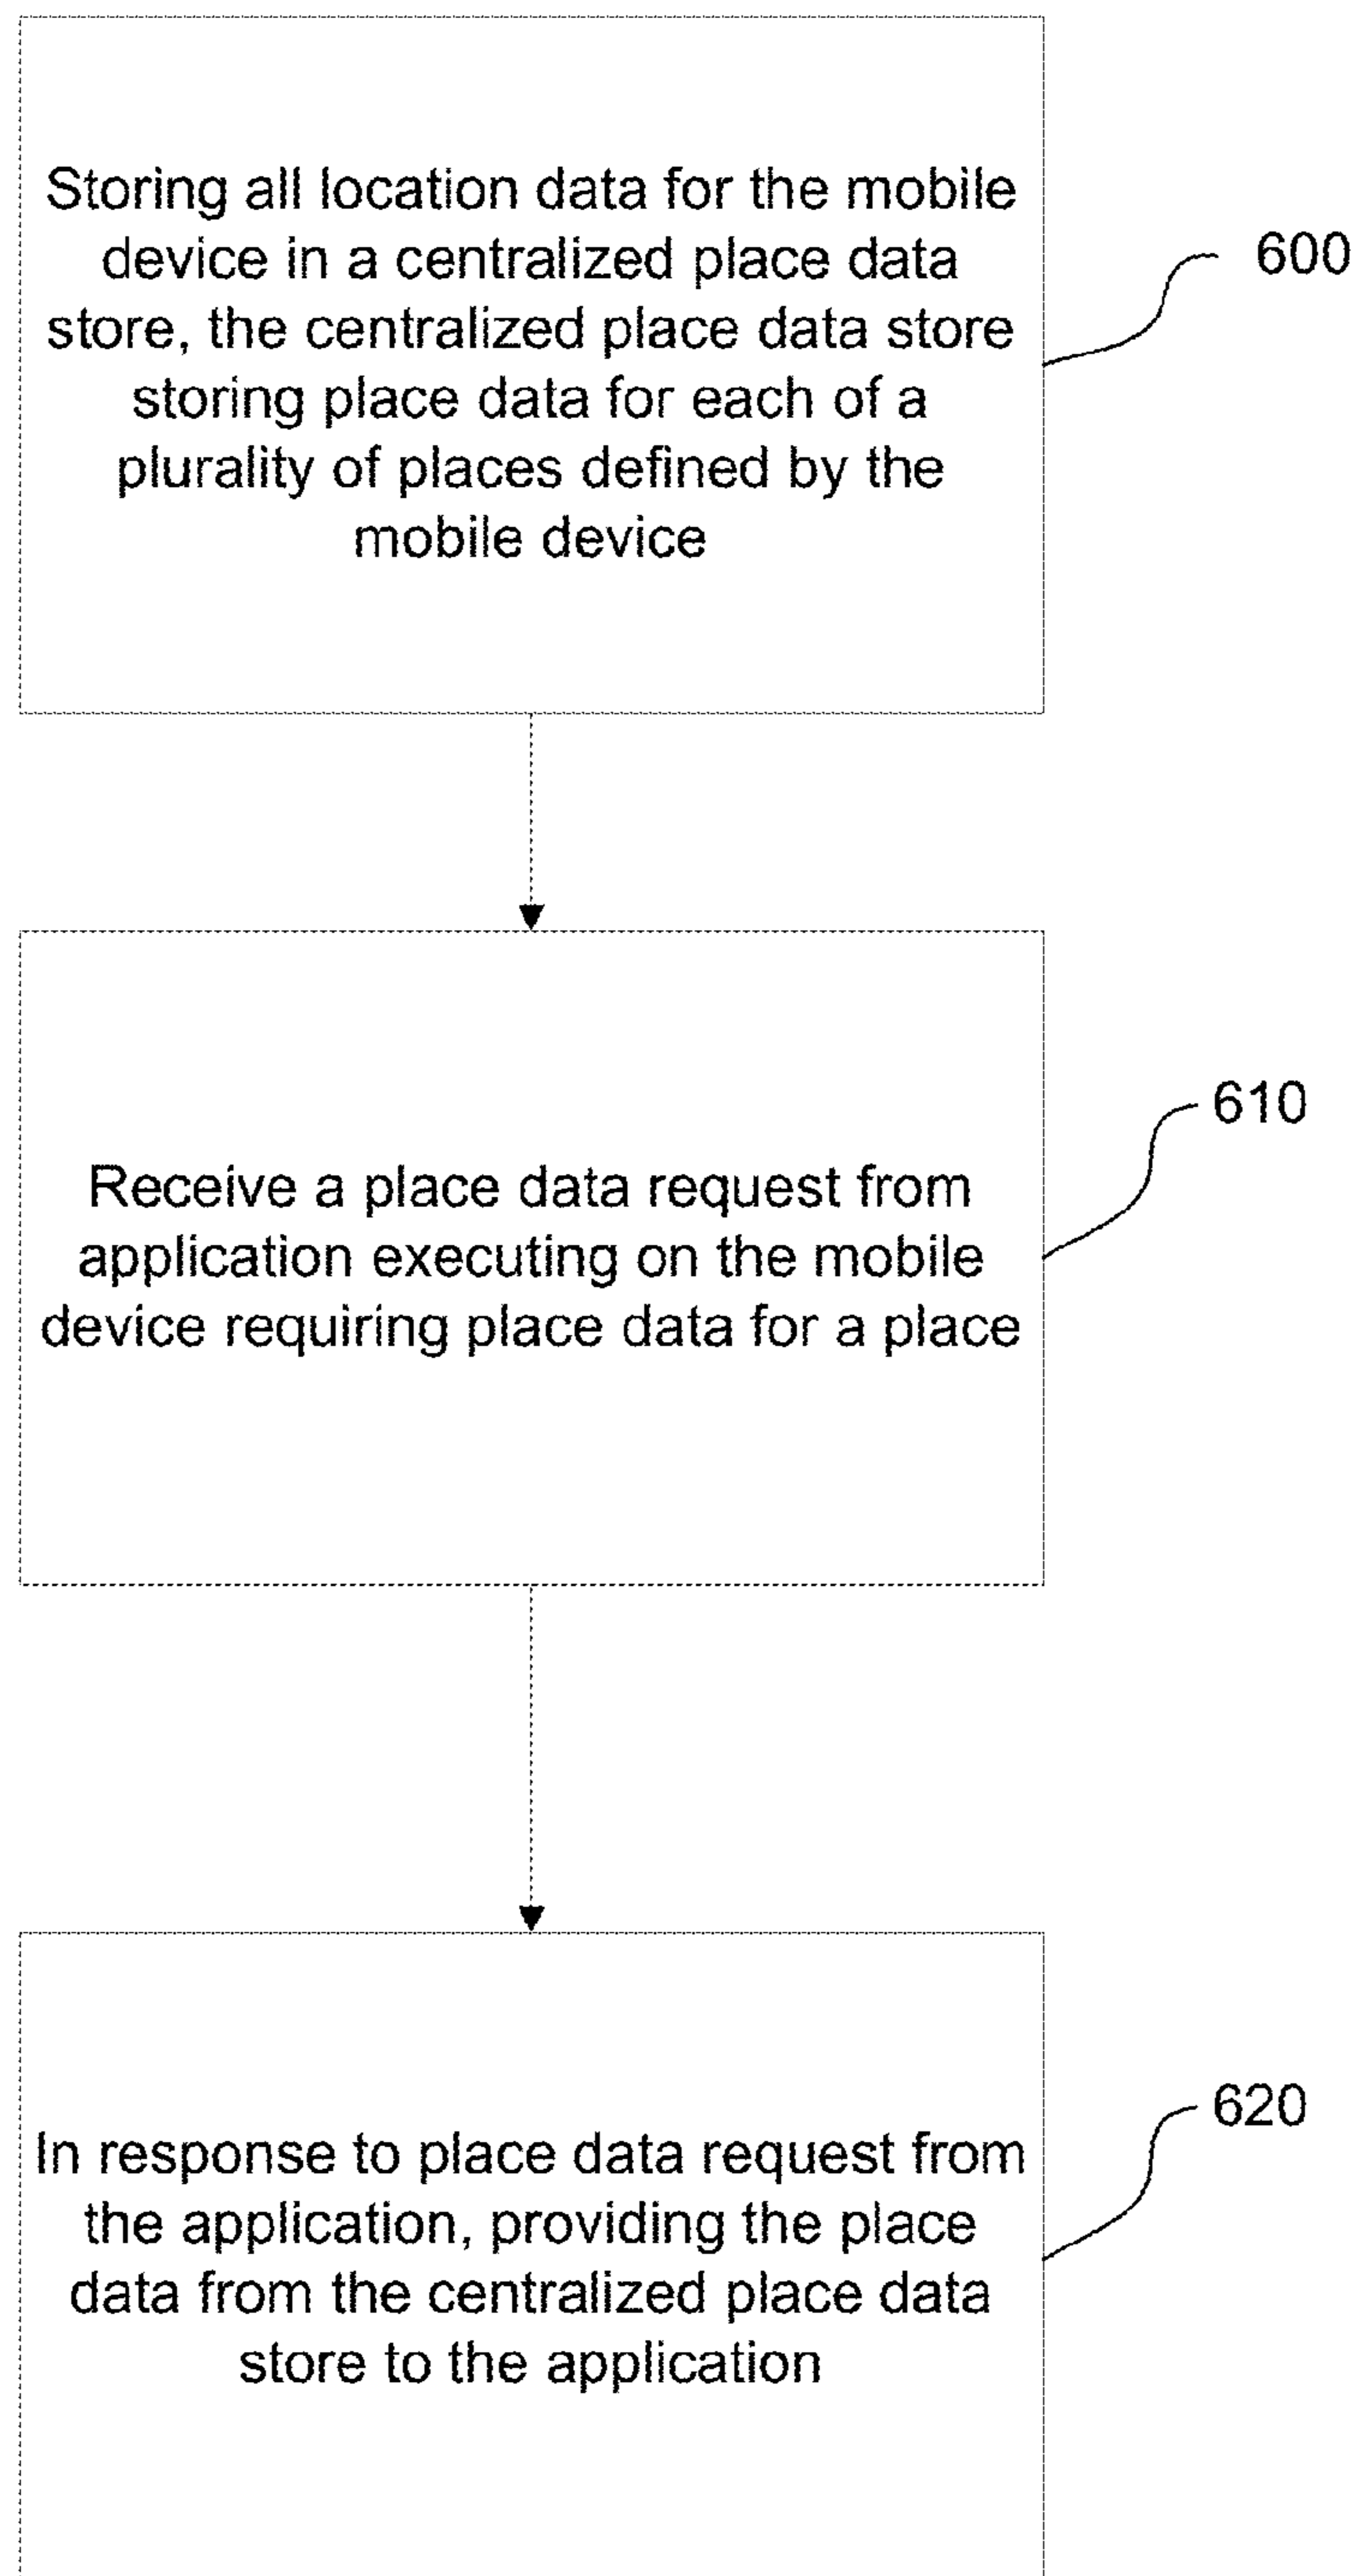 Storing all location data for the mobile
device in a centralized place data
store, the centralized place data store
storing place data for each of a
plurality of places defined by the
mobile device
600
Receive a place data request from
application executing on the mobile
device requiring place data for a place
610
In response to place data request from
the application, providing the place
data from the centralized place data
store to the application
620